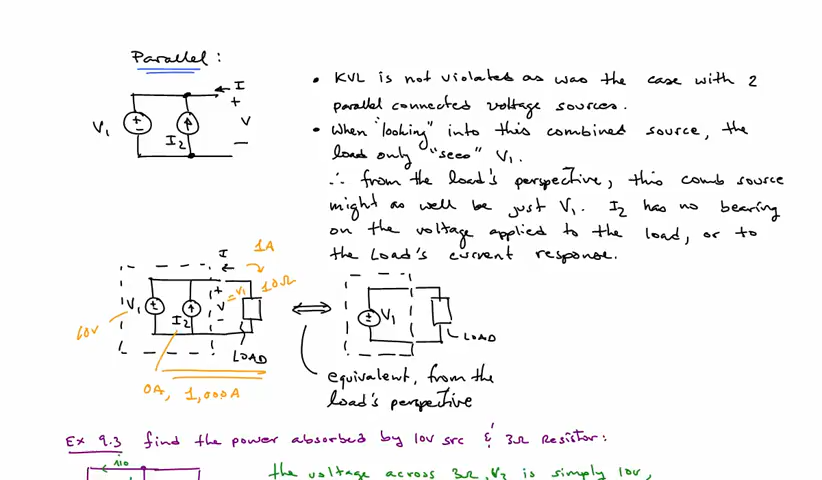 Parallel:
I
+
V1
I2
V
–
• KVL is not violated as was the case with 2
parallel connected voltage sources.
• When "looking" into this combined source, the
load only "sees" V1.
∴ from the load's perspective, this comb source
might as well be just V1. I2 has no bearing
on the voltage applied to the load, or to
the Load's current response.
I
1A
+
V1
I2
V
= V1
10Ω
–
60V
LOAD
0A, 1,000A
V1
LOAD
equivalent, from the
load's perspective
Ex 9.3 find the power absorbed by 10V src & 3Ω Resistor:
i10
the voltage across 3Ω, V3 is simply 10V,